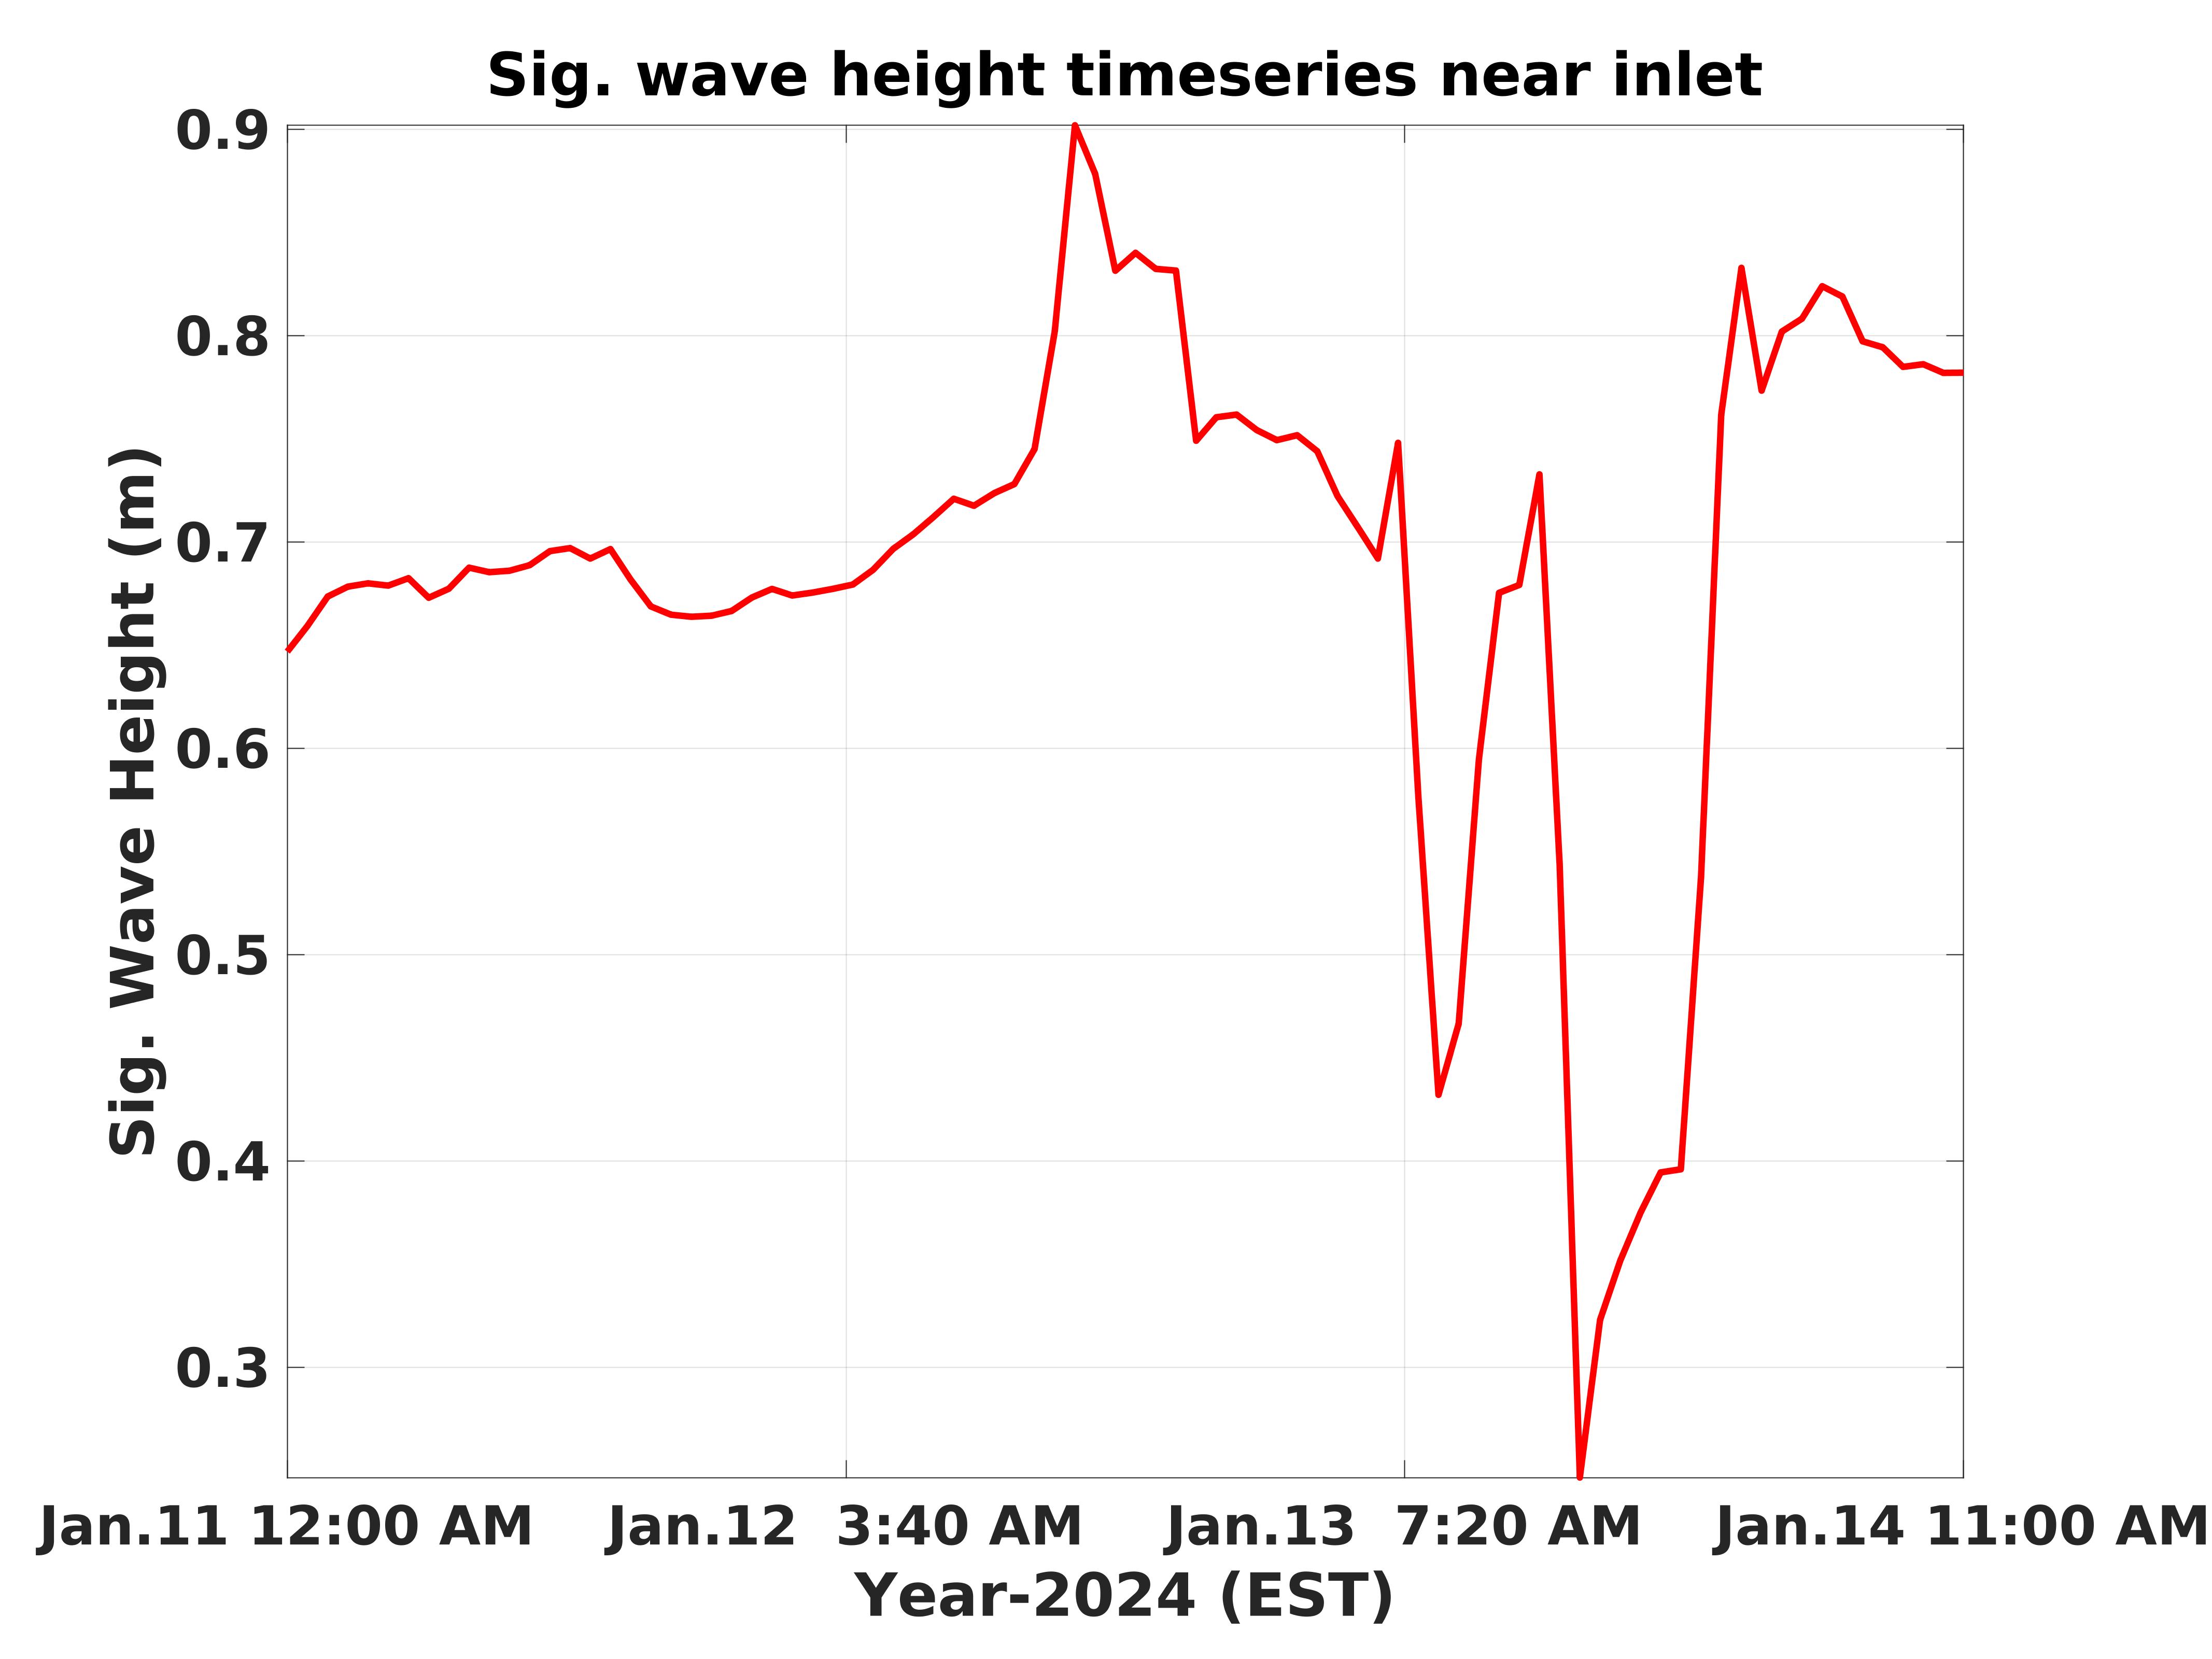 Sig. wave height timeseries near inlet
Sig. Wave Height (m)
0.9
0.8
0.7
0.6
0.5
0.4
0.3
Jan.11 12:00 AM Jan.12 3:40 AM Jan.13 7:20 AM Jan.14 11:00 AM
Year-2024 (EST)